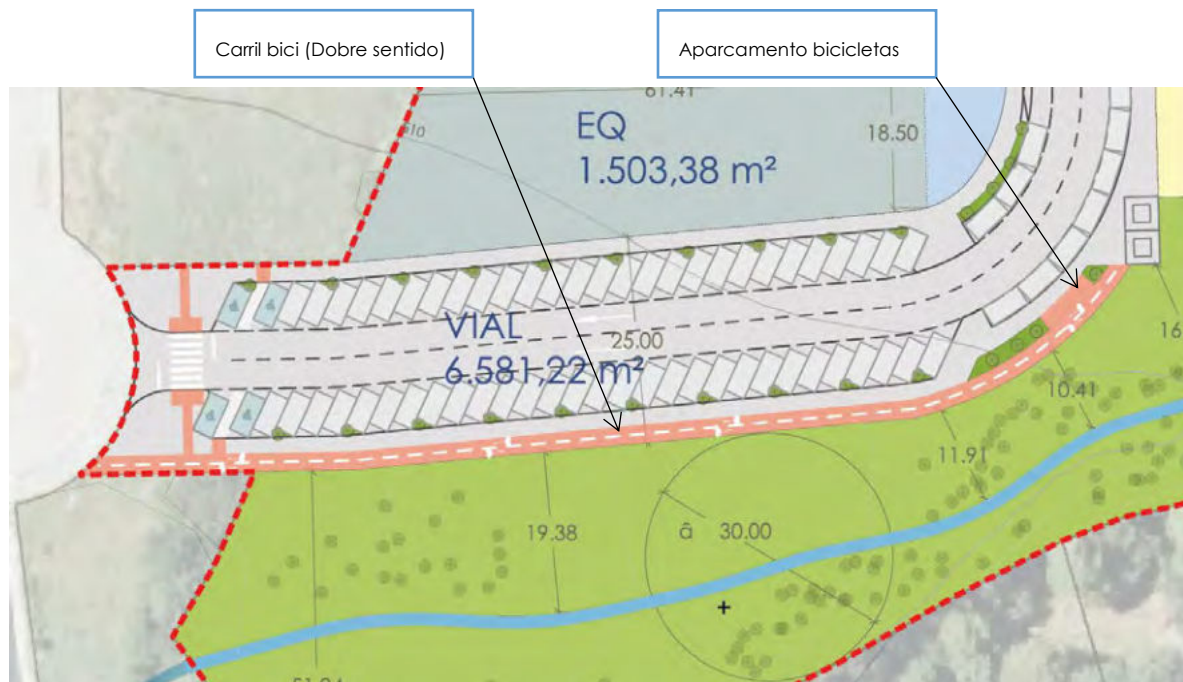 Carril bici (Dobre sentido)
Aparcamento bicicletas
61.41
EQ
1.503,38 m²
18.50
VIAL
25.00
6.581,22 m²
16
10.41
11.91
19.38
â 30.00